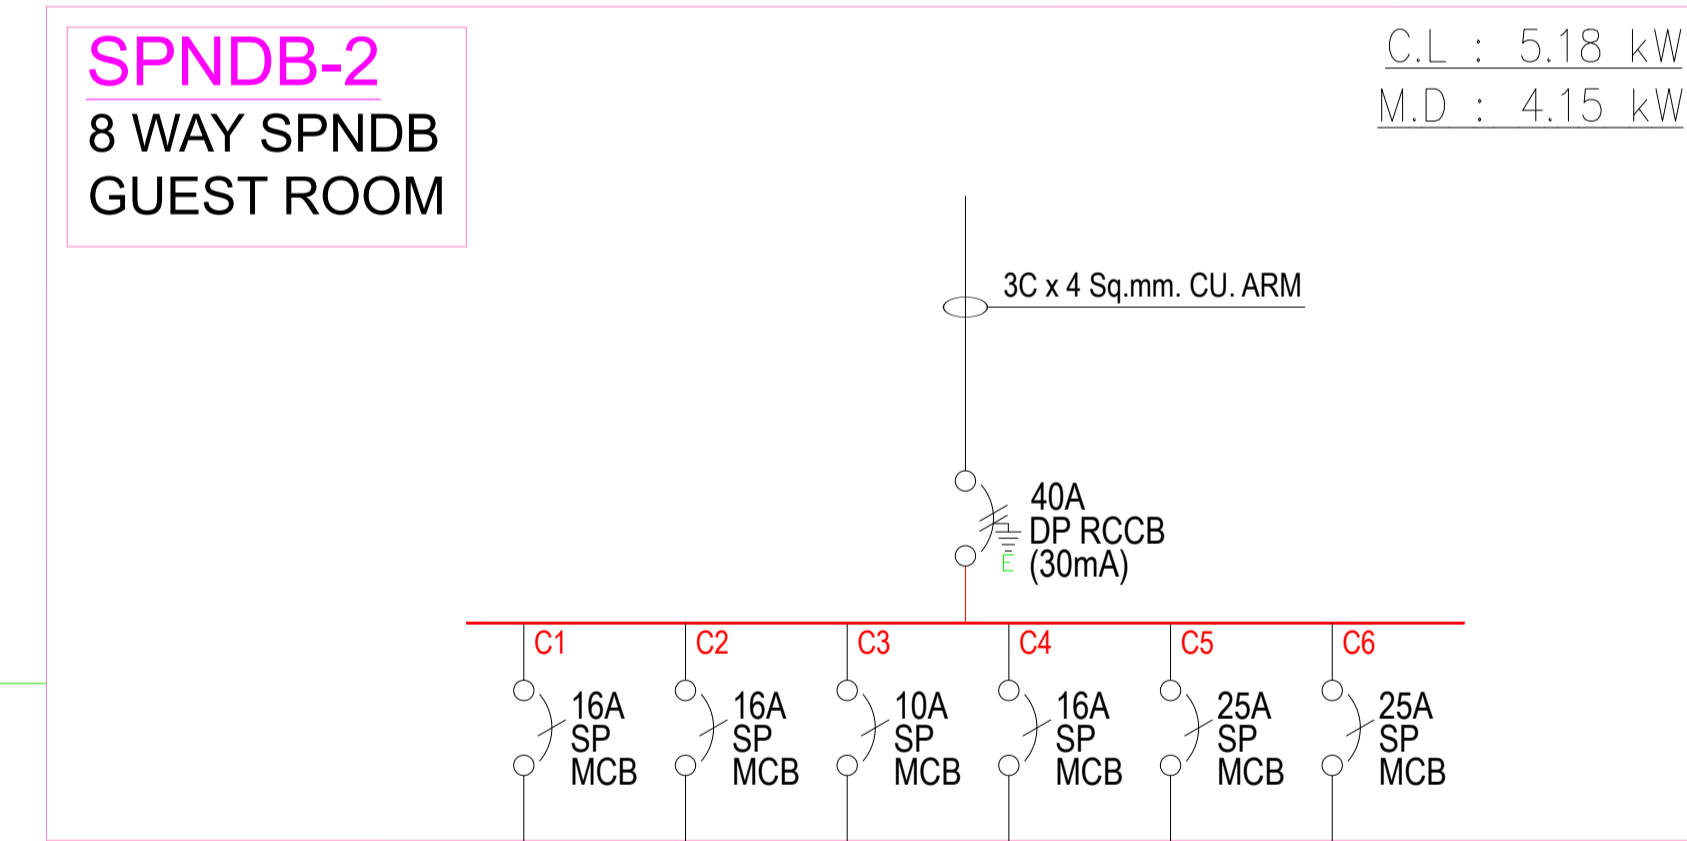 SPNDB-2
8 WAY SPNDB
GUEST ROOM
C.L : 5.18 kW
M.D : 4.15 kW
3C x 4 Sq.mm. CU. ARM
40A
DP RCCB
(30mA)
E
C1
16A
SP
MCB
C2
16A
SP
MCB
C3
10A
SP
MCB
C4
16A
SP
MCB
C5
25A
SP
MCB
C6
25A
SP
MCB